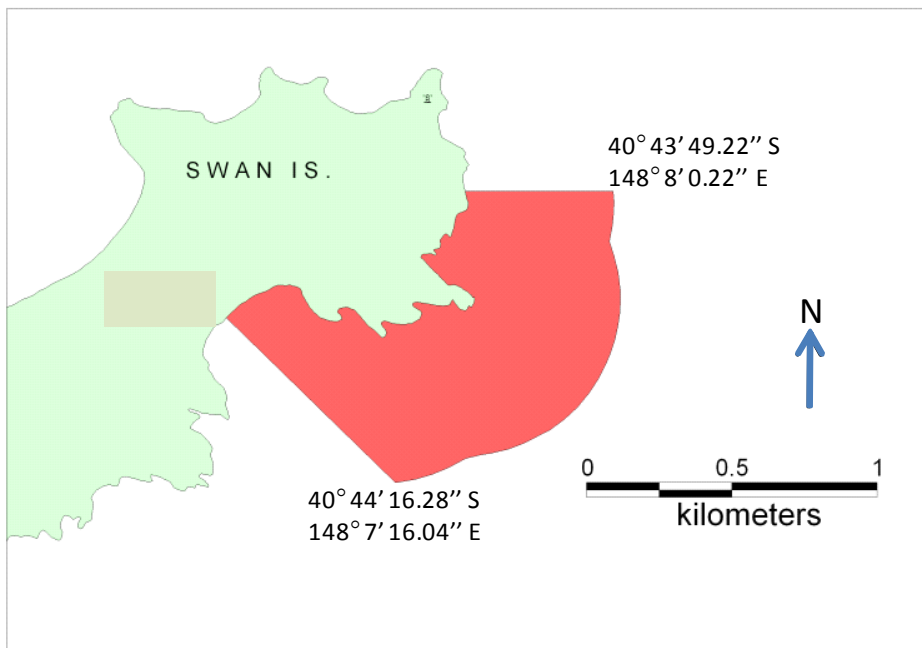 SWAN IS.
40° 43' 49.22'' S
148° 8' 0.22'' E
N
0 0.5 1
kilometers
40° 44' 16.28'' S
148° 7' 16.04'' E